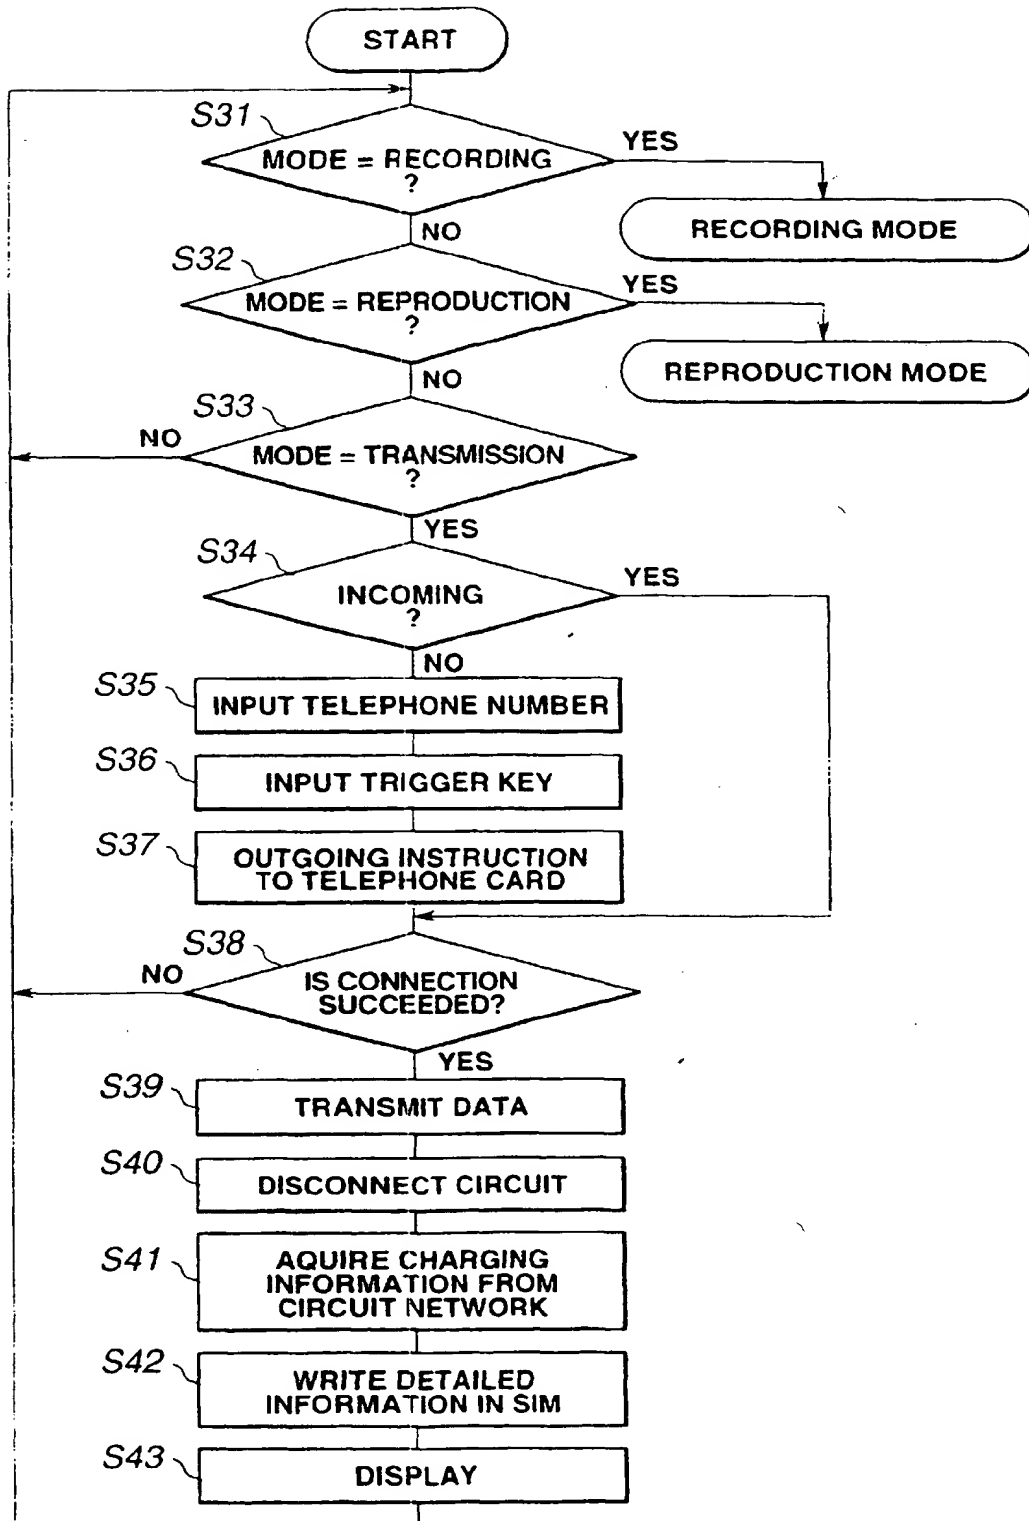 START
S31
MODE = RECORDING
?
YES
RECORDING MODE
NO
S32
MODE = REPRODUCTION
?
YES
REPRODUCTION MODE
NO
S33
NO
MODE = TRANSMISSION
?
YES
S34
INCOMING
?
YES
NO
S35
INPUT TELEPHONE NUMBER
S36
INPUT TRIGGER KEY
S37
OUTGOING INSTRUCTION
TO TELEPHONE CARD
S38
NO
IS CONNECTION
SUCCEEDED?
YES
S39
TRANSMIT DATA
S40
DISCONNECT CIRCUIT
S41
AQUIRE CHARGING
INFORMATION FROM
CIRCUIT NETWORK
S42
WRITE DETAILED
INFORMATION IN SIM
S43
DISPLAY